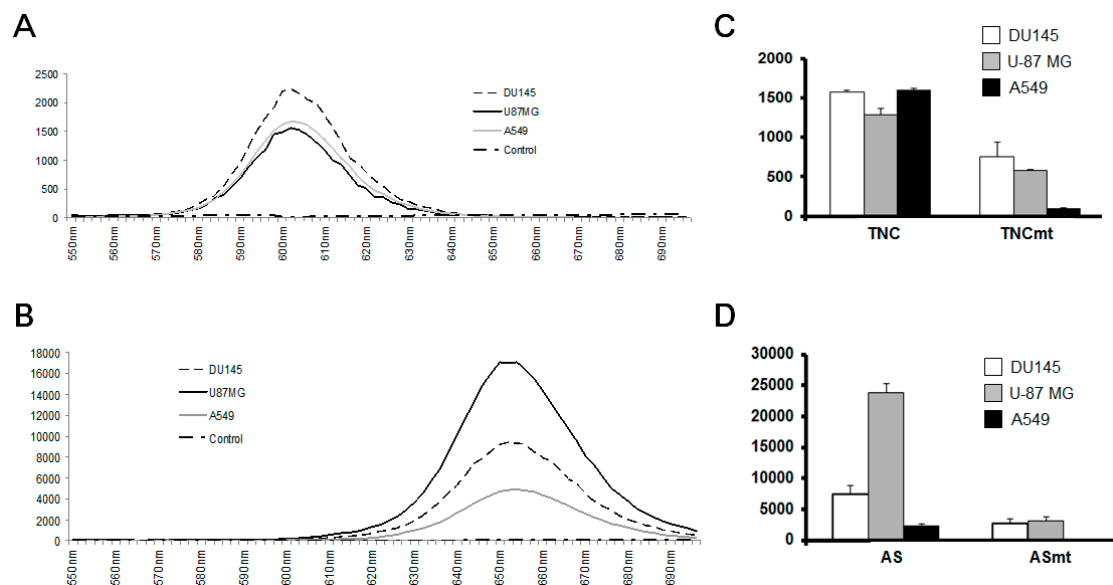 A
2500
2000
1500
1000
500
0
DU145
U87MG
A549
Control
550nm
560nm
570nm
580nm
590nm
600nm
610nm
620nm
630nm
640nm
650nm
660nm
670nm
680nm
690nm
B
18000
16000
14000
12000
10000
8000
6000
4000
2000
0
DU145
U87MG
A549
Control
550nm
560nm
570nm
580nm
590nm
600nm
610nm
620nm
630nm
640nm
650nm
660nm
670nm
680nm
690nm
C
DU145
U-87 MG
A549
2000
1500
1000
500
0
TNC
TNCmt
D
30000
25000
20000
15000
10000
5000
0
DU145
U-87 MG
A549
AS
ASmt